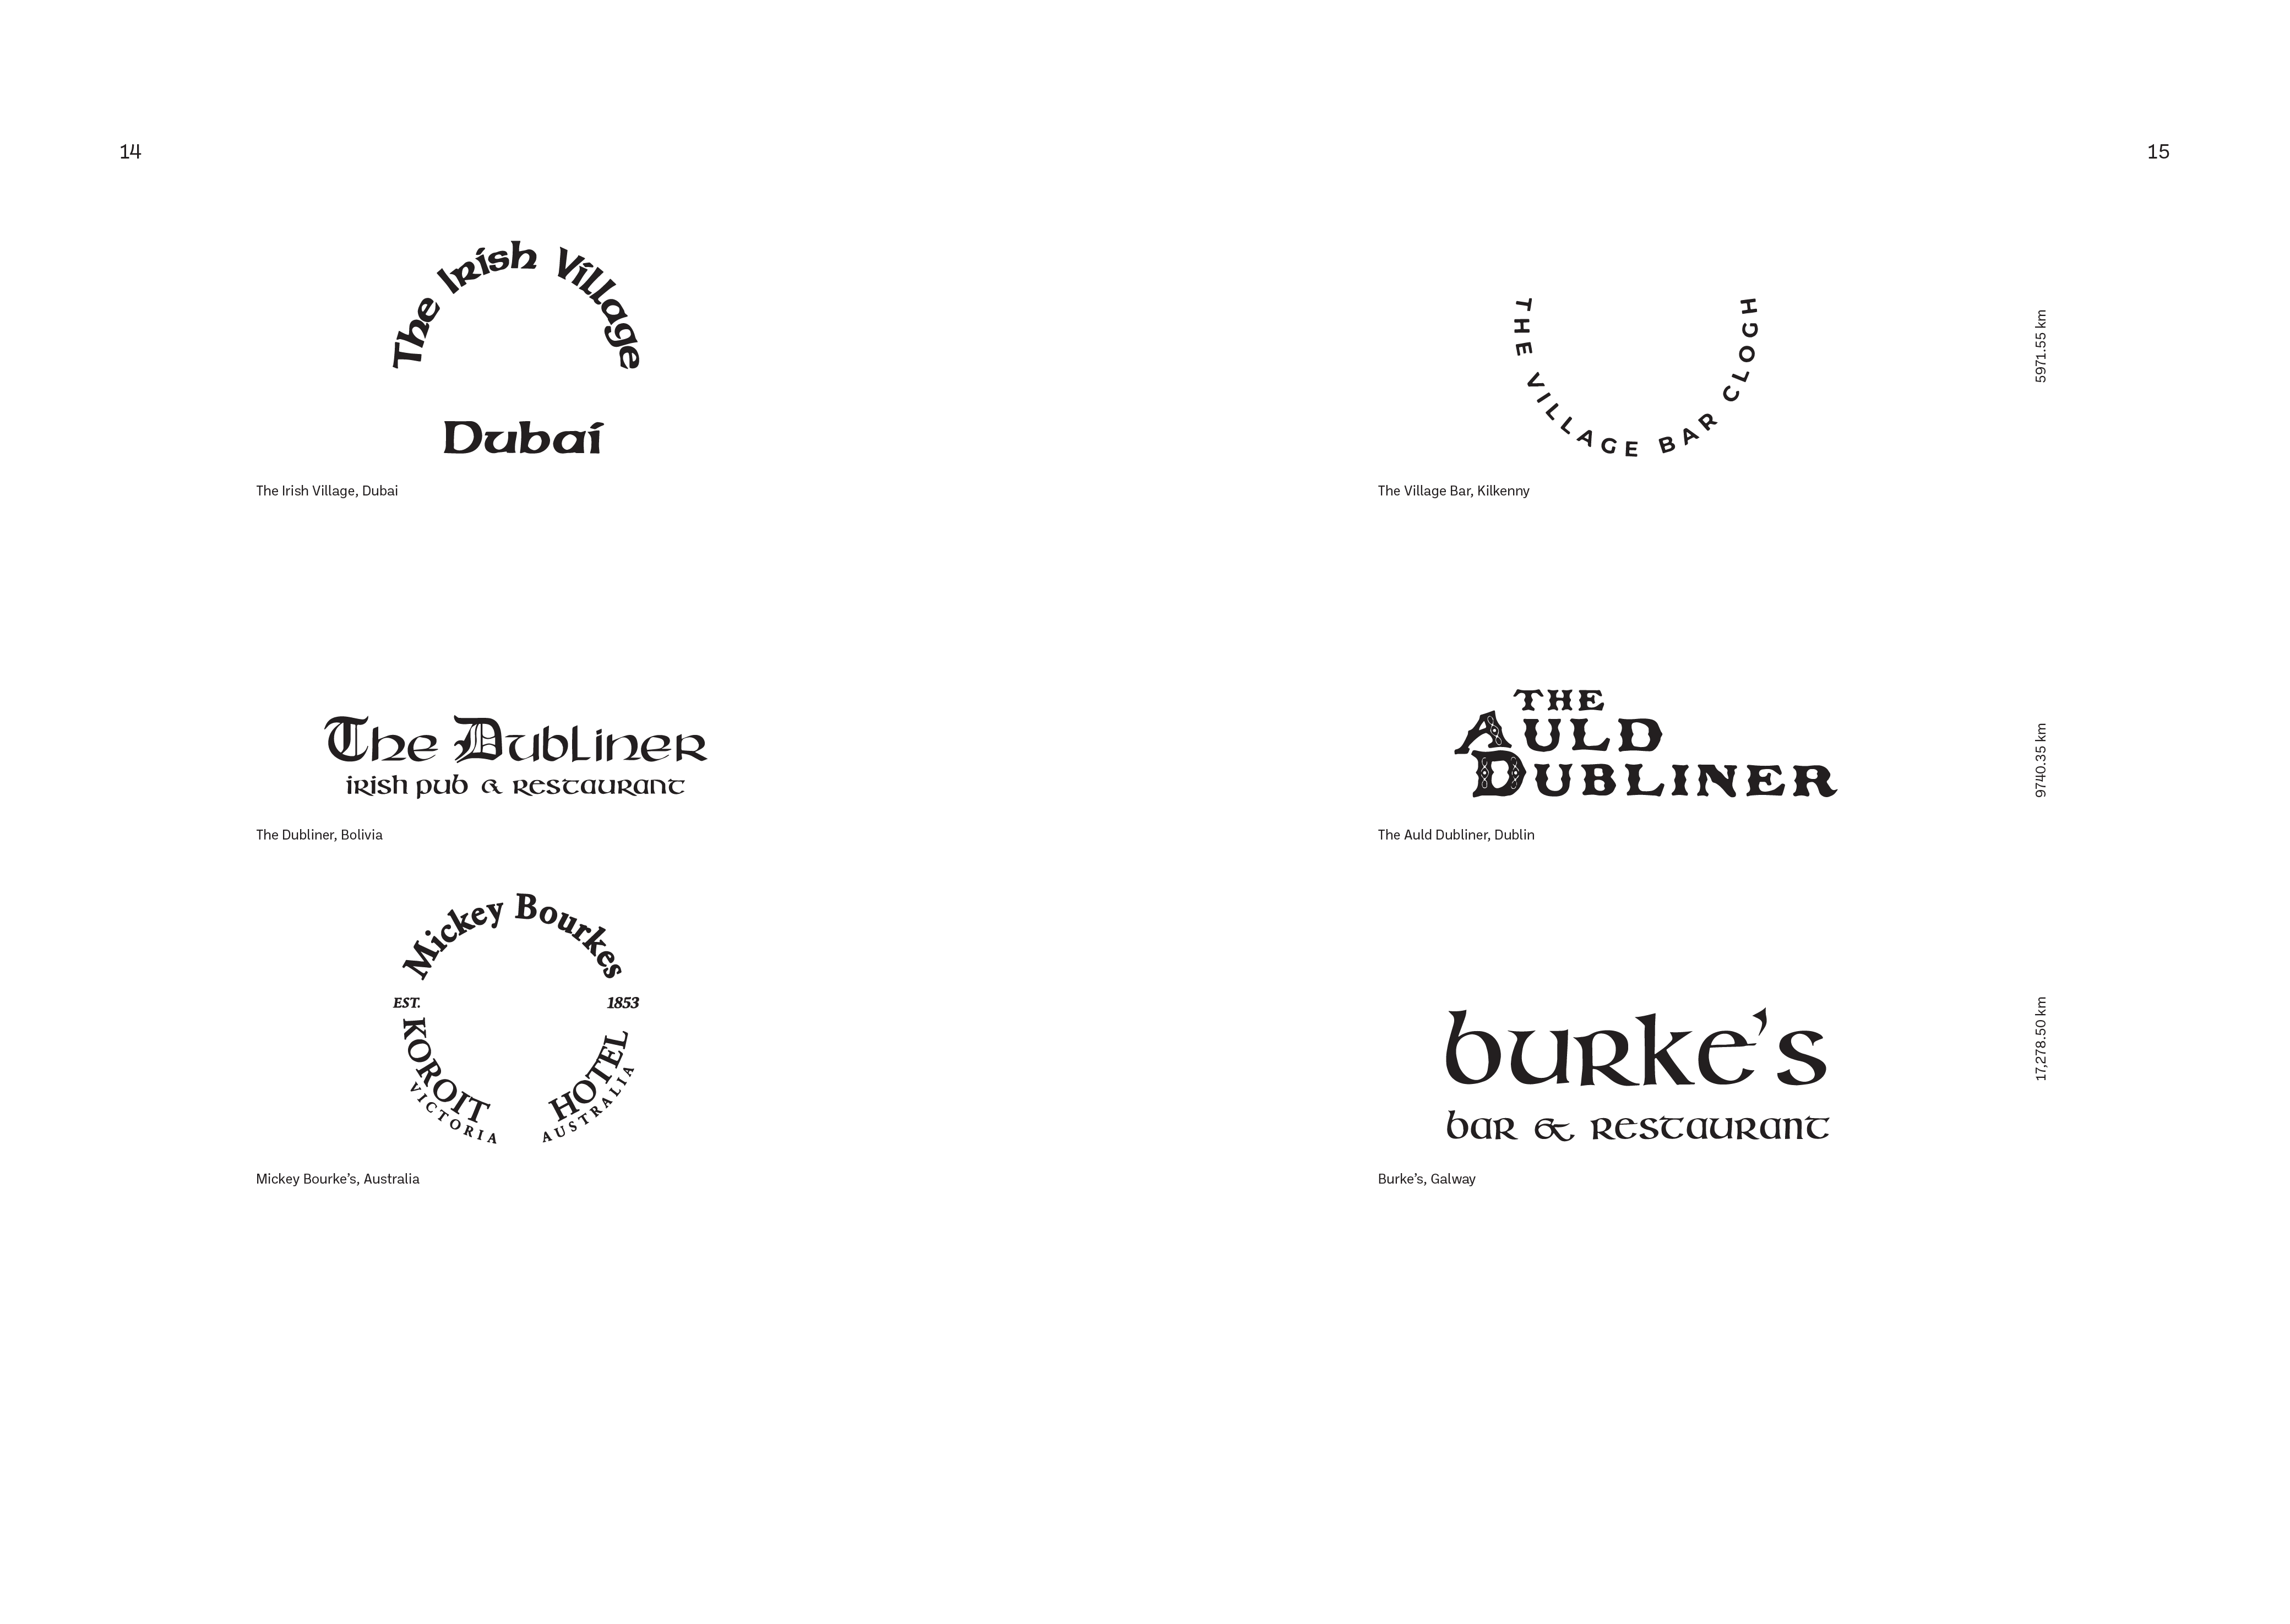 14
The Irish Village
Dubaí
The Irish Village, Dubai
The Dubliner
irish pub & restaurant
The Dubliner, Bolivia
Mickey Bourkes
EST. 1853
KOROIT HOTEL
VICTORIA AUSTRALIA
Mickey Bourke’s, Australia
15
THE VILLAGE BAR CLOGH
The Village Bar, Kilkenny
5971.55 km
THE
AULD
DUBLINER
The Auld Dubliner, Dublin
9740.35 km
burke’s
bar & restaurant
Burke’s, Galway
17,278.50 km